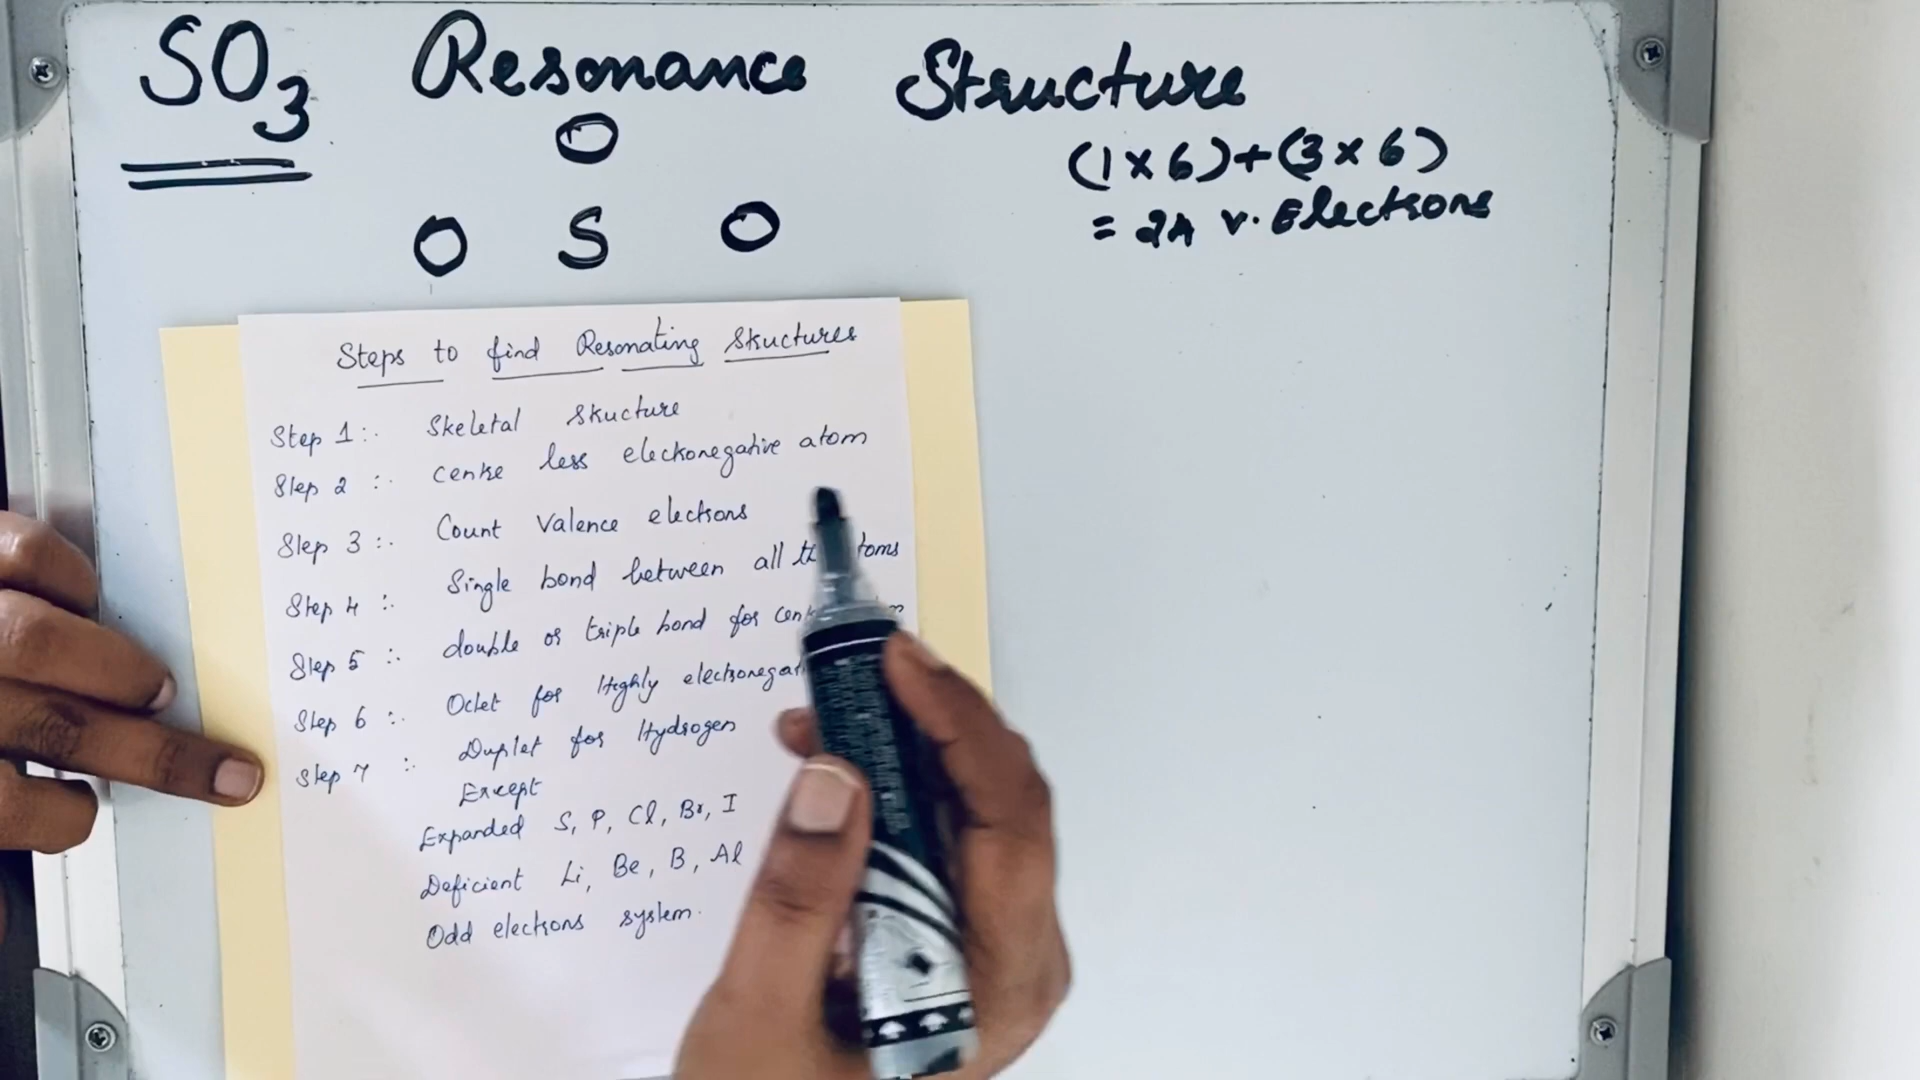 SO3 Resonance Structure
O
(1×6)+(3×6)
O S O
= 24 v. Electrons
Steps to find Resonating Structures
Step 1 :. Skeletal structure
Step 2 :. centre less electronegative atom
Step 3 :. Count Valence electrons
Step 4 :. Single bond between all
Step 5 :. double or triple bond for
Step 6 :. Octet for Highly
Step 7 :. Duplet for Hydrogen
Except
Expanded S, P, Cl, Br, I
Deficient Li, Be, B, Al
Odd electrons system.